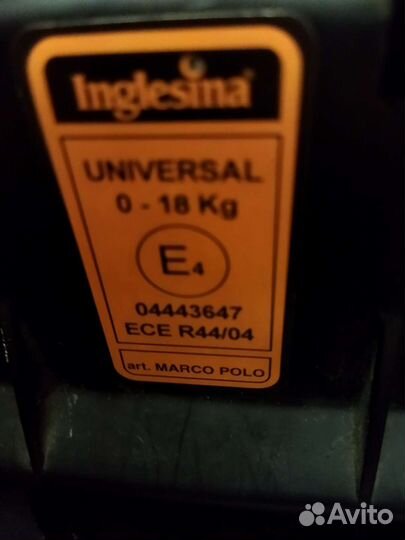 Inglesina
UNIVERSAL
0 - 18 Kg
E4
04443647
ECE R44/04
art. MARCO POLO
Avito